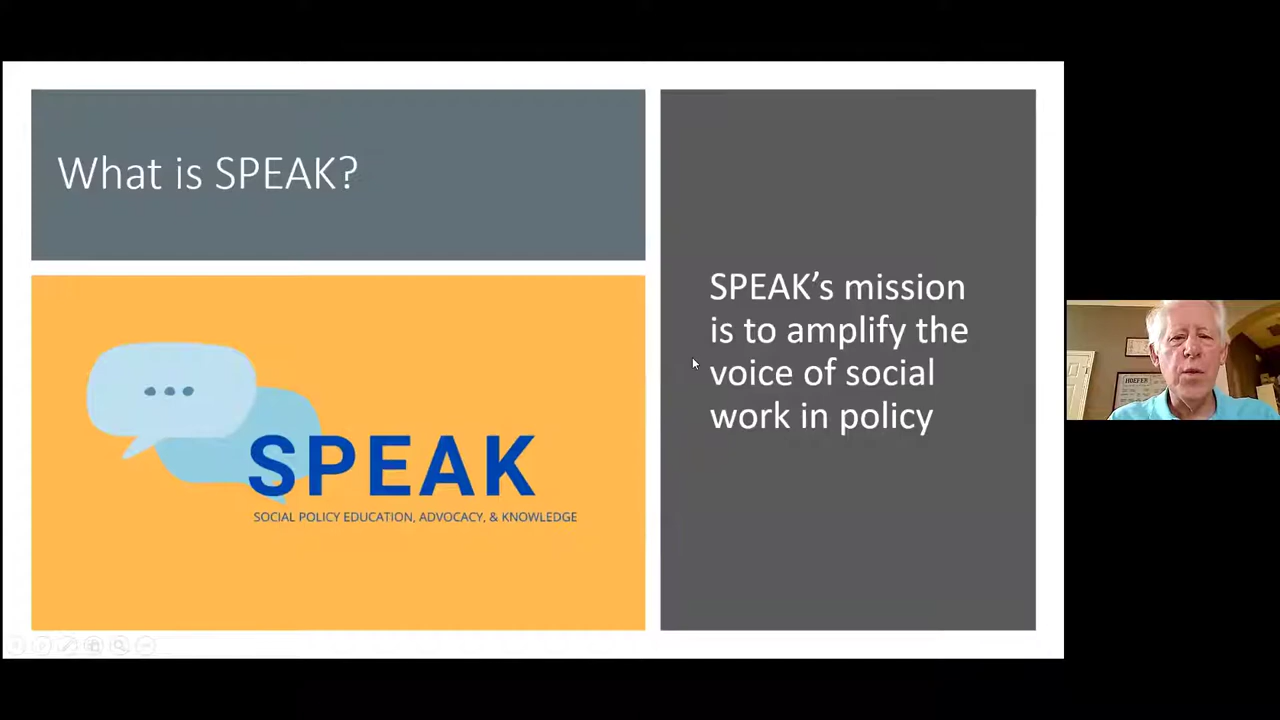 What is SPEAK?
SPEAK
SOCIAL POLICY EDUCATION, ADVOCACY, & KNOWLEDGE
SPEAK’s mission
is to amplify the
voice of social
work in policy
HOEFER